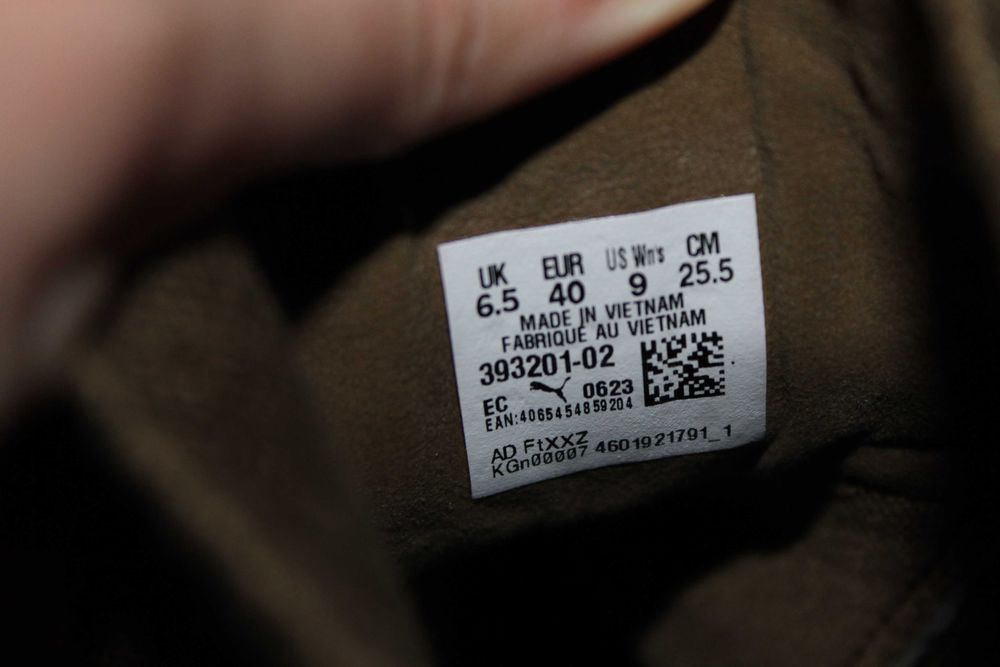 UK EUR US Wn's CM
6.5 40 9 25.5
MADE IN VIETNAM
FABRIQUE AU VIETNAM
393201-02
EC 0623
EAN:4065454859204
AD FtXXZ
KGn00007 4601921791_1